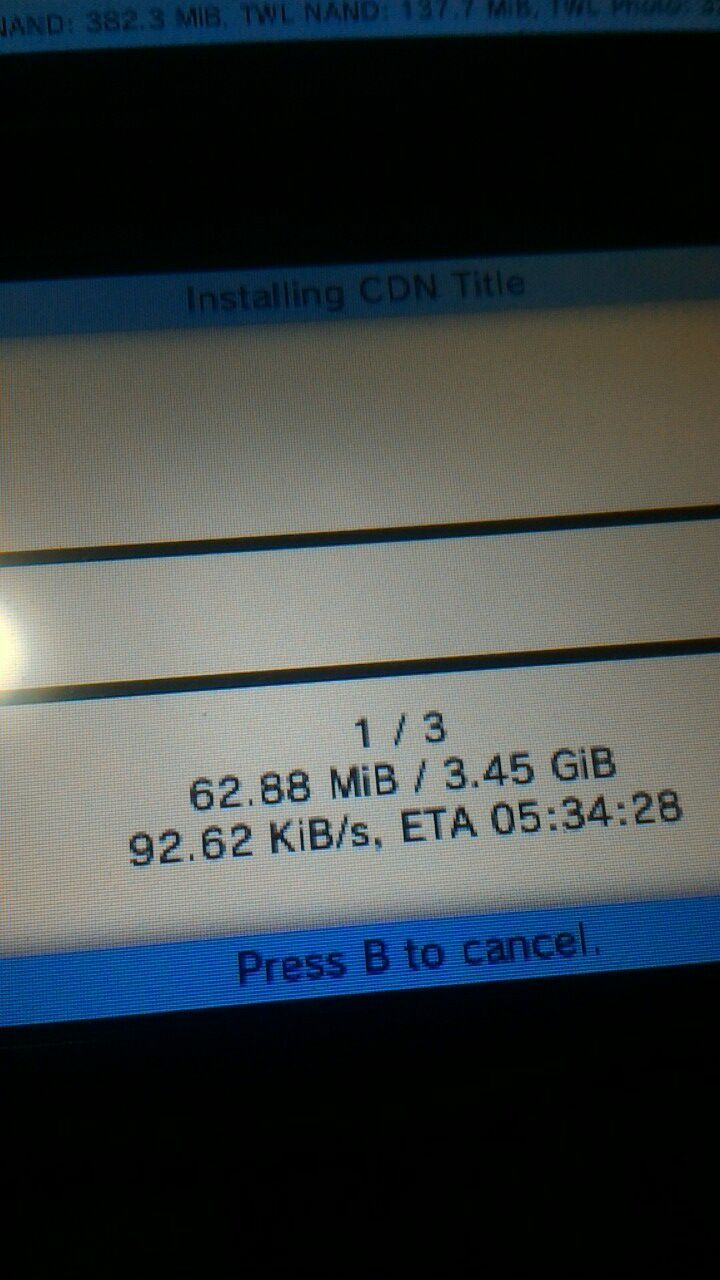 NAND: 382.3 MiB, TWL NAND: 137.7 MiB, TWL Photo:
Installing CDN Title
1 / 3
62.88 MiB / 3.45 GiB
92.62 KiB/s, ETA 05:34:28
Press B to cancel.